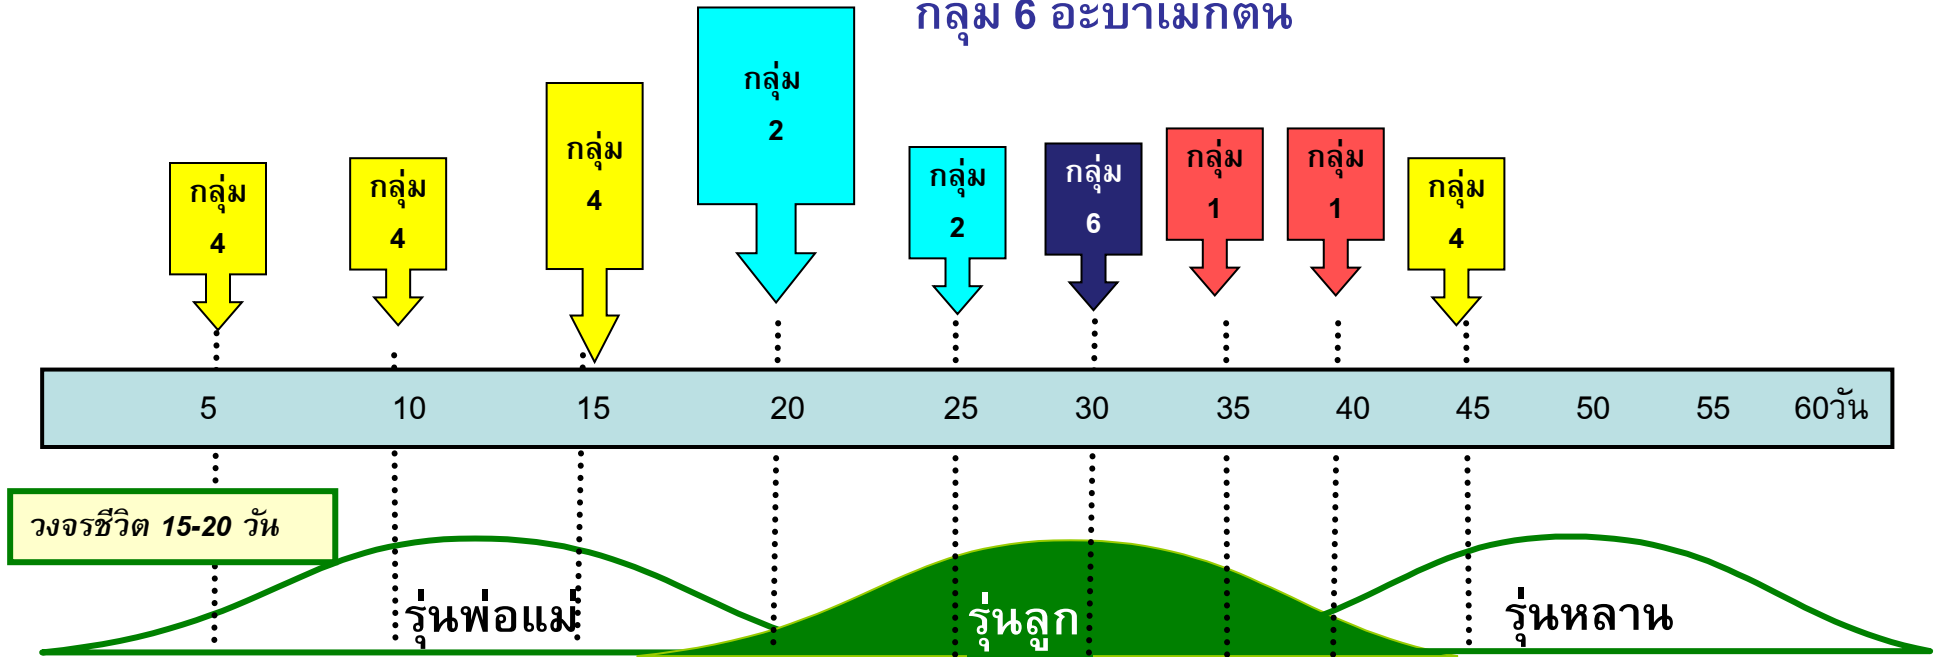 กลุ่ม 6 อะบาเมกติน
กลุ่ม
4
กลุ่ม
4
กลุ่ม
4
กลุ่ม
2
กลุ่ม
2
กลุ่ม
6
กลุ่ม
1
กลุ่ม
1
กลุ่ม
4
5 10 15 20 25 30 35 40 45 50 55 60วัน
วงจรชีวิต 15-20 วัน
รุ่นพ่อแม่ รุ่นลูก รุ่นหลาน